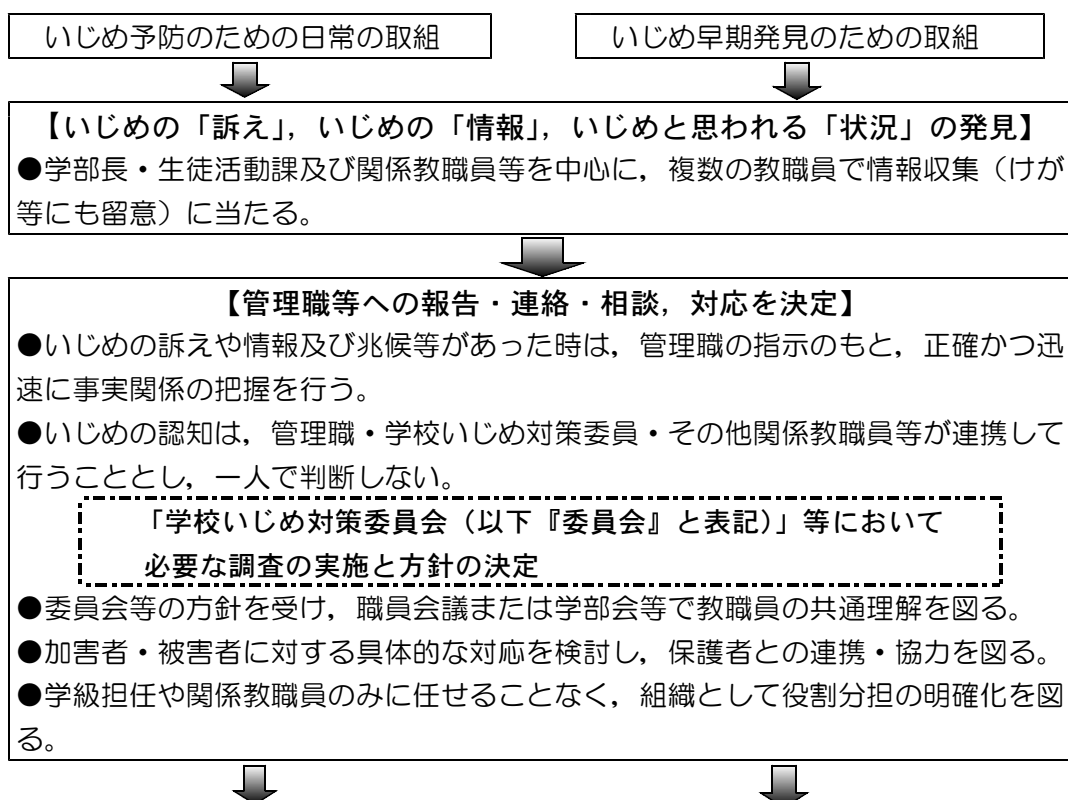 いじめ予防のための日常の取組
いじめ早期発見のための取組
【いじめの「訴え」，いじめの「情報」，いじめと思われる「状況」の発見】
●学部長・生徒活動課及び関係教職員等を中心に，複数の教職員で情報収集（けが
等にも留意）に当たる。
【管理職等への報告・連絡・相談，対応を決定】
●いじめの訴えや情報及び兆候等があった時は，管理職の指示のもと，正確かつ迅
速に事実関係の把握を行う。
●いじめの認知は，管理職・学校いじめ対策委員・その他関係教職員等が連携して
行うこととし，一人で判断しない。
「学校いじめ対策委員会（以下『委員会』と表記）」等において
必要な調査の実施と方針の決定
●委員会等の方針を受け，職員会議または学部会等で教職員の共通理解を図る。
●加害者・被害者に対する具体的な対応を検討し，保護者との連携・協力を図る。
●学級担任や関係教職員のみに任せることなく，組織として役割分担の明確化を図
る。